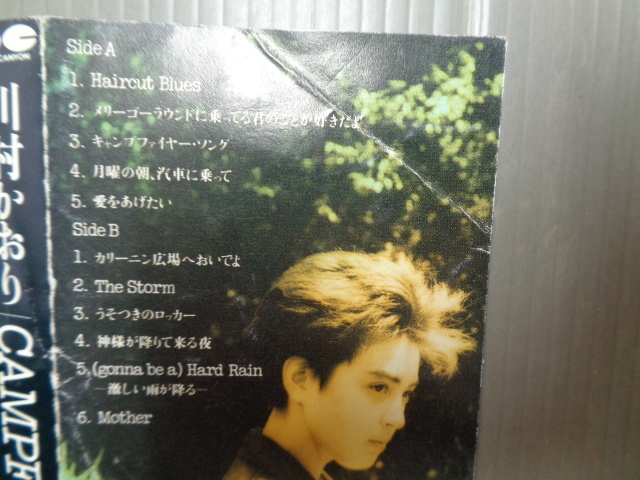 CANYON
川村かおり/CAMPF
Side A
1. Haircut Blues
2. メリーゴーラウンドに乗ってる君のことが好きだよ
3. キャンプファイヤー・ソング
4. 月曜の朝、汽車に乗って
5. 愛をあげたい
Side B
1. カリーニン広場へおいでよ
2. The Storm
3. うそつきのロッカー
4. 神様が降りて来る夜
5. (gonna be a) Hard Rain
—激しい雨が降る—
6. Mother